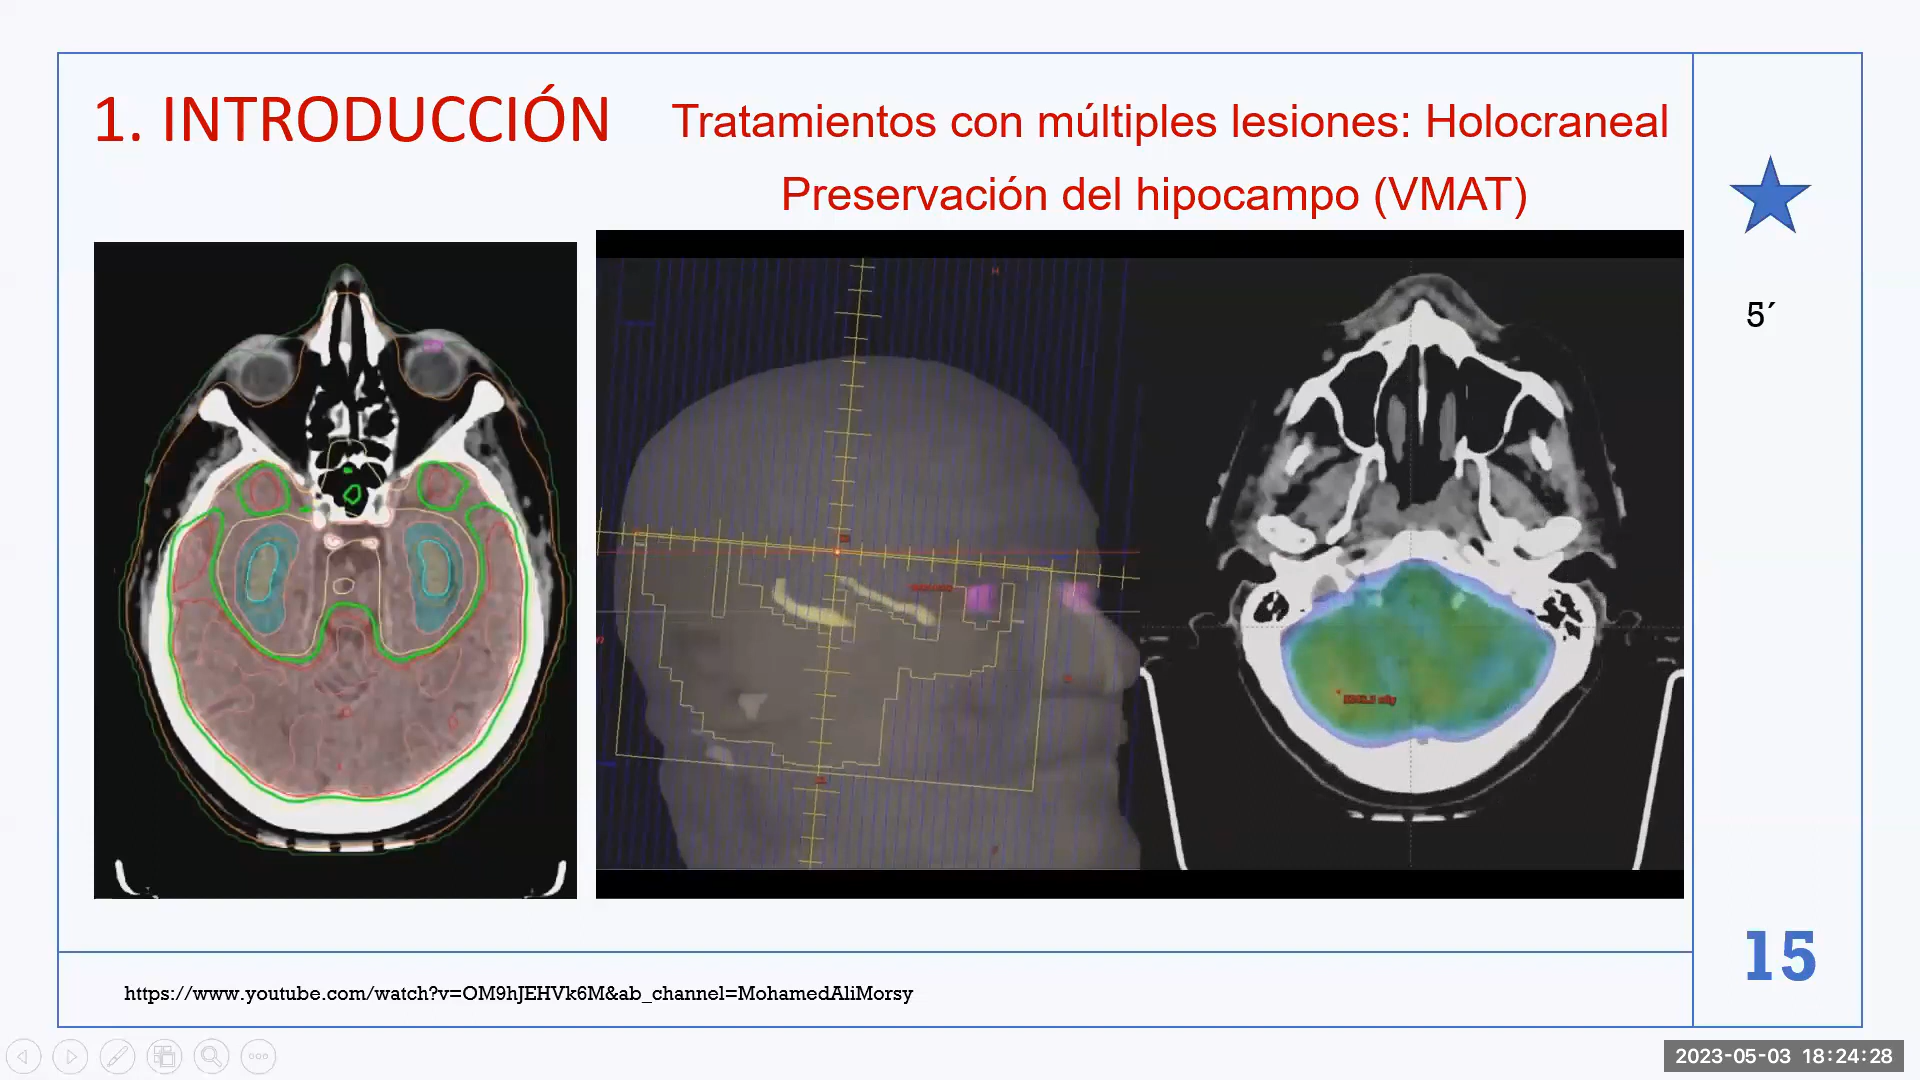 1. INTRODUCCIÓN
Tratamientos con múltiples lesiones: Holocraneal
Preservación del hipocampo (VMAT)
5´
15
https://www.youtube.com/watch?v=OM9hJEHVk6M&ab_channel=MohamedAliMorsy
2023-05-03 18:24:28